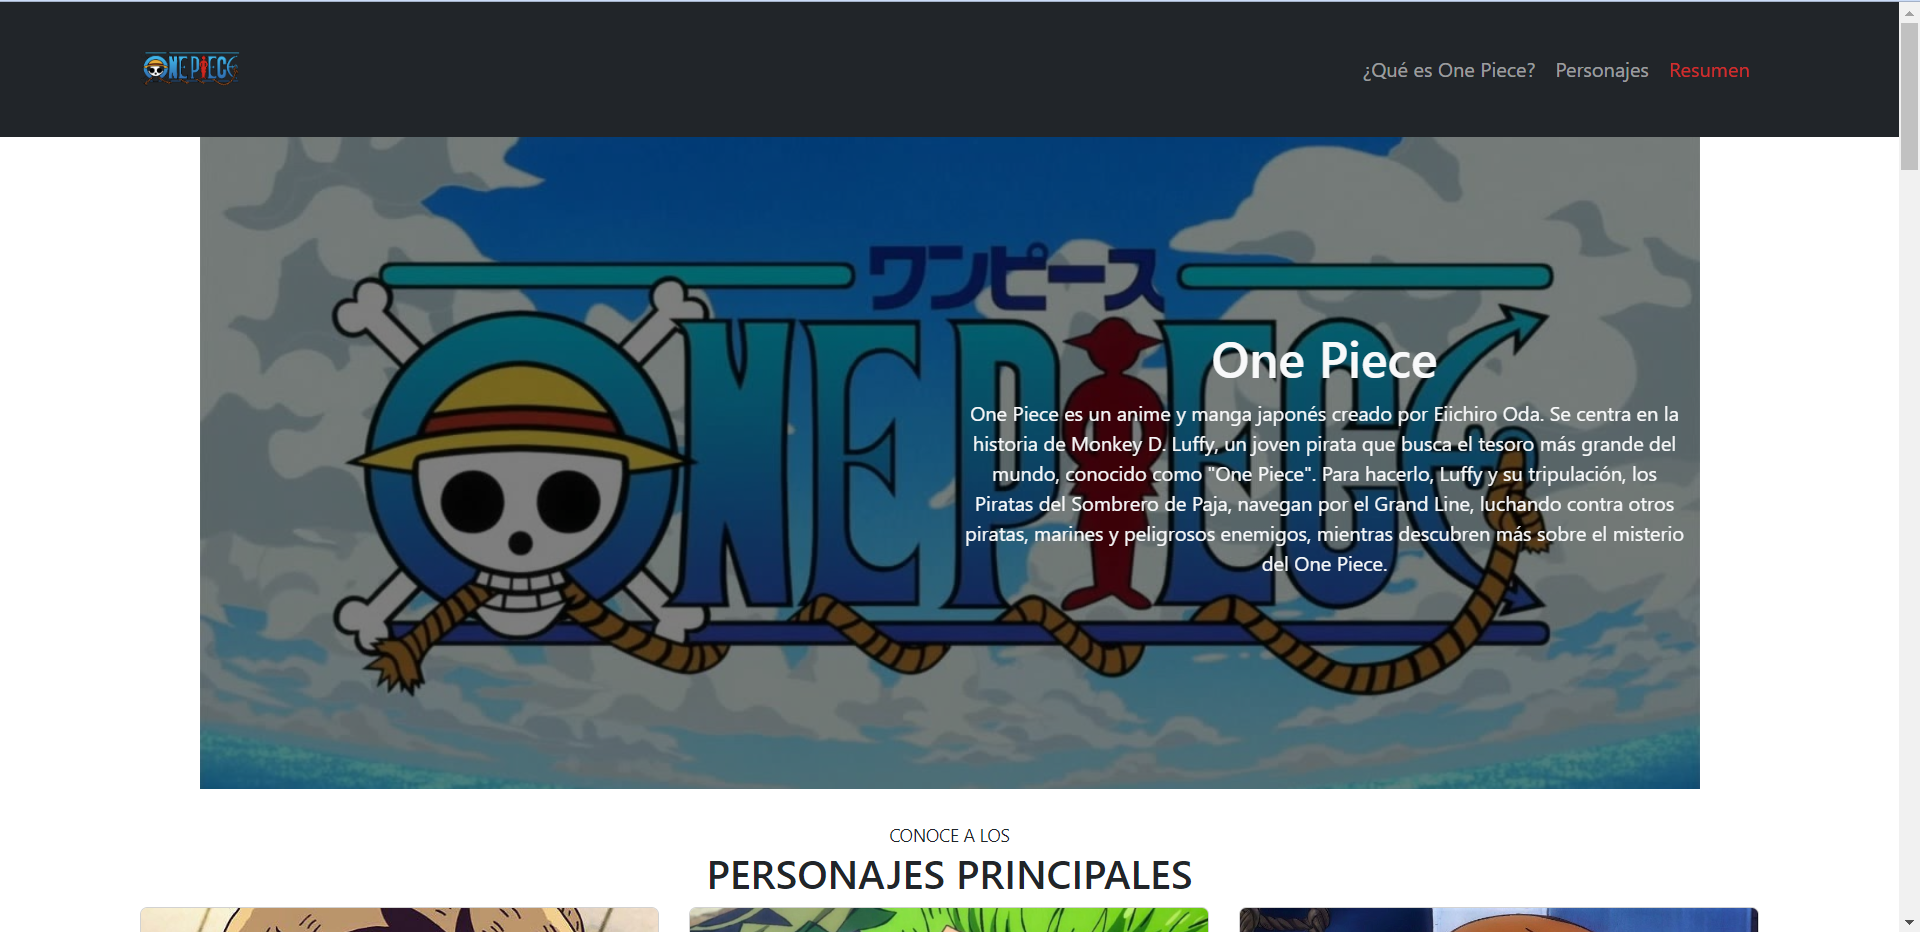 ONE PIECE
¿Qué es One Piece?
Personajes
Resumen
ワンピース
ONE PIECE
One Piece
One Piece es un anime y manga japonés creado por Eiichiro Oda. Se centra en la
historia de Monkey D. Luffy, un joven pirata que busca el tesoro más grande del
mundo, conocido como "One Piece". Para hacerlo, Luffy y su tripulación, los
Piratas del Sombrero de Paja, navegan por el Grand Line, luchando contra otros
piratas, marines y peligrosos enemigos, mientras descubren más sobre el misterio
del One Piece.
CONOCE A LOS
PERSONAJES PRINCIPALES